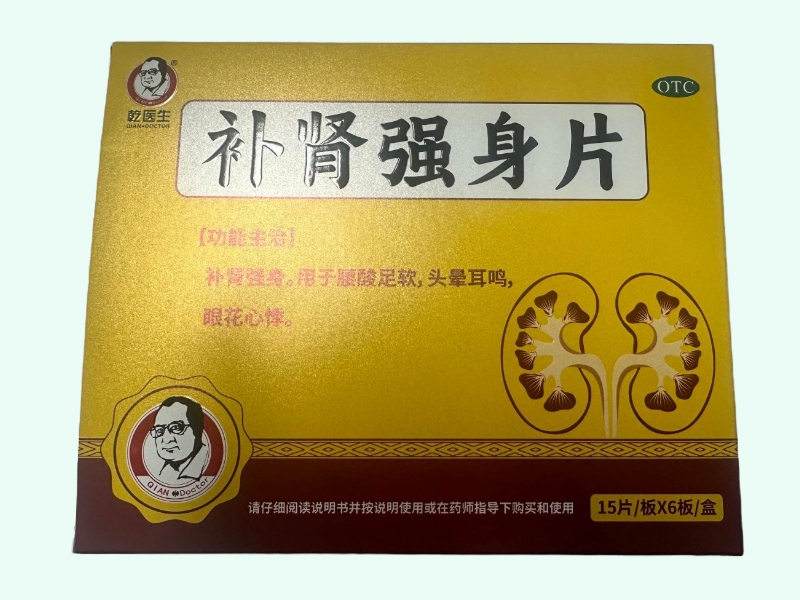 ®
乾医生
QIAN DOCTOR
OTC
补肾强身片
【功能主治】
补肾强身。用于腰酸足软,头晕耳鸣,
眼花心悸。
QIAN Doctor
请仔细阅读说明书并按说明使用或在药师指导下购买和使用
15片/板X6板/盒